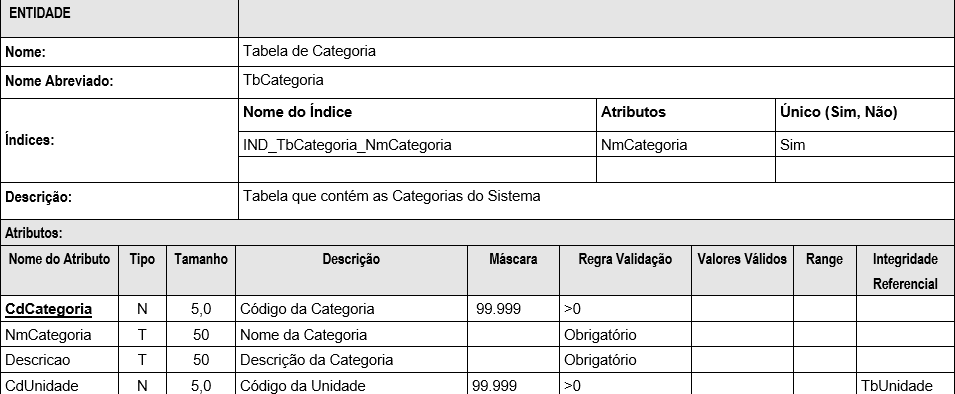 ENTIDADE
Nome: Tabela de Categoria
Nome Abreviado: TbCategoria
Índices:
Nome do Índice Atributos Único (Sim, Não)
IND_TbCategoria_NmCategoria NmCategoria Sim
Descrição: Tabela que contém as Categorias do Sistema
Atributos:
Nome do Atributo Tipo Tamanho Descrição Máscara Regra Validação Valores Válidos Range Integridade
Referencial
CdCategoria N 5,0 Código da Categoria 99.999 >0
NmCategoria T 50 Nome da Categoria Obrigatório
Descricao T 50 Descrição da Categoria Obrigatório
CdUnidade N 5,0 Código da Unidade 99.999 >0 TbUnidade